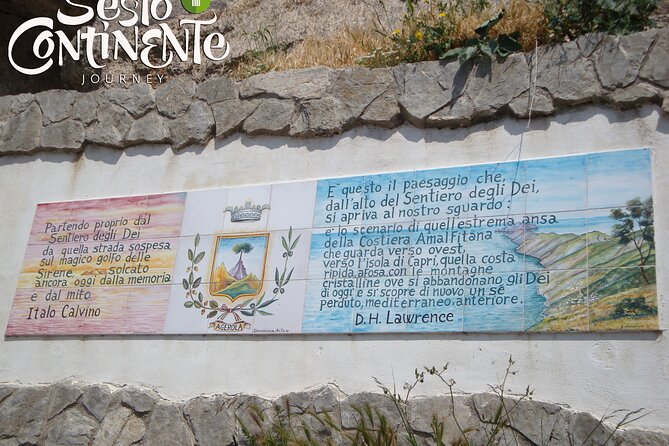 Sesto
Continente
JOURNEY
Partendo proprio dal
Sentiero degli Dei
da quella strada sospesa
sul magico golfo delle
Sirene, solcato
ancora oggi dalla memoria
e dal mito.
Italo Calvino
AGEROLA
E' questo il paesaggio che,
dall'alto del Sentiero degli Dei,
si apriva al nostro sguardo:
e lo scenario di quell'estrema ansa
della Costiera Amalfitana
che guarda verso ovest,
verso l'isola di Capri, quella costa
ripida, afosa, con le montagne
cristalline ove si abbandonano gli Dei
di oggi e si scopre di nuovo un sé
perduto, mediterraneo, anteriore.
D.H. Lawrence